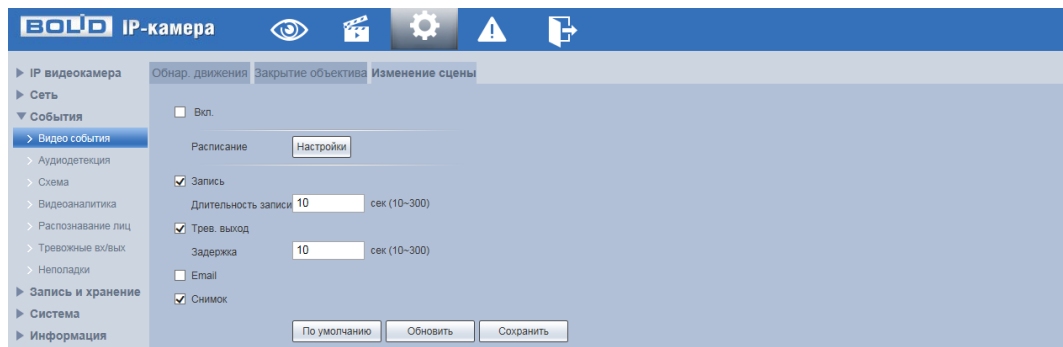 BOLID IP-камера
IP видеокамера
Сеть
События
Видео события
Аудиодетекция
Схема
Видеоаналитика
Распознавание лиц
Тревожные вх/вых
Неполадки
Запись и хранение
Система
Информация
Обнар. движения Закрытие объектива Изменение сцены
Вкл.
Расписание Настройки
Запись
Длительность записи 10 сек (10~300)
Трев. выход
Задержка 10 сек (10~300)
Email
Снимок
По умолчанию Обновить Сохранить